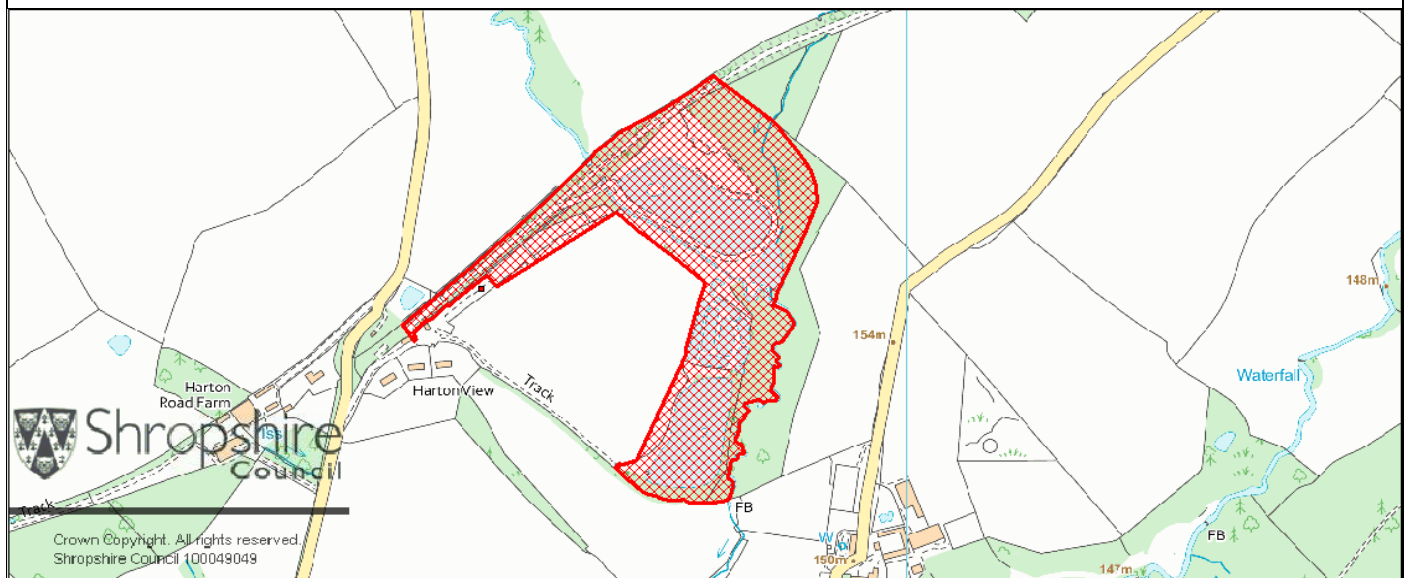 148m
154m
Waterfall
Harton
Road Farm
Harton View
Track
Iss
Shropshire
Council
Track
FB
FB
150m
147m
Crown Copyright. All rights reserved.
Shropshire Council 100049049